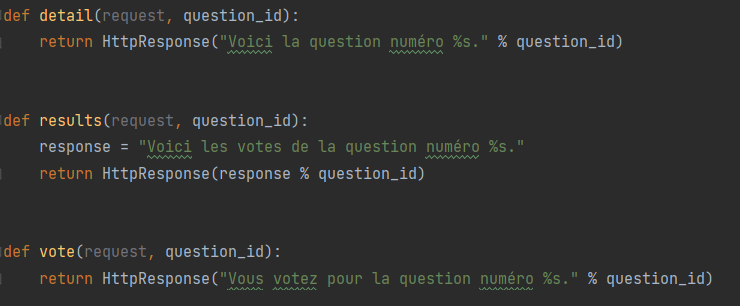 def detail(request, question_id):
    return HttpResponse("Voici la question numéro %s." % question_id)
def results(request, question_id):
    response = "Voici les votes de la question numéro %s."
    return HttpResponse(response % question_id)
def vote(request, question_id):
    return HttpResponse("Vous votez pour la question numéro %s." % question_id)